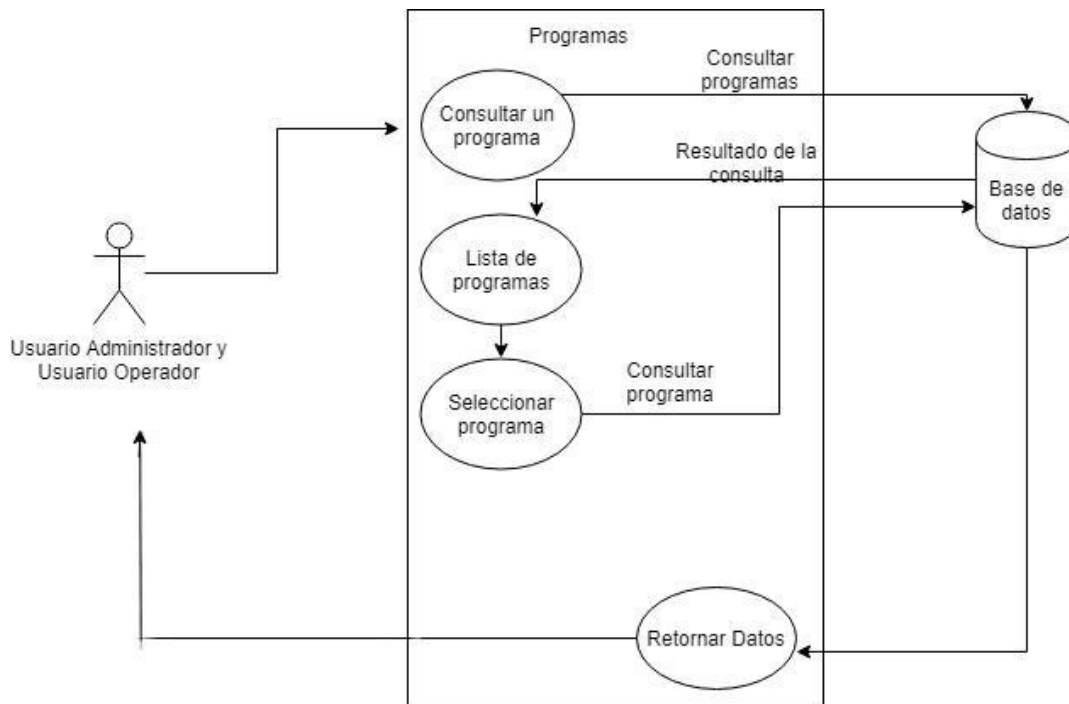 Programas
Consultar un
programa
Consultar
programas
Resultado de la
consulta
Base de
datos
Lista de
programas
Usuario Administrador y
Usuario Operador
Seleccionar
programa
Consultar
programa
Retornar Datos